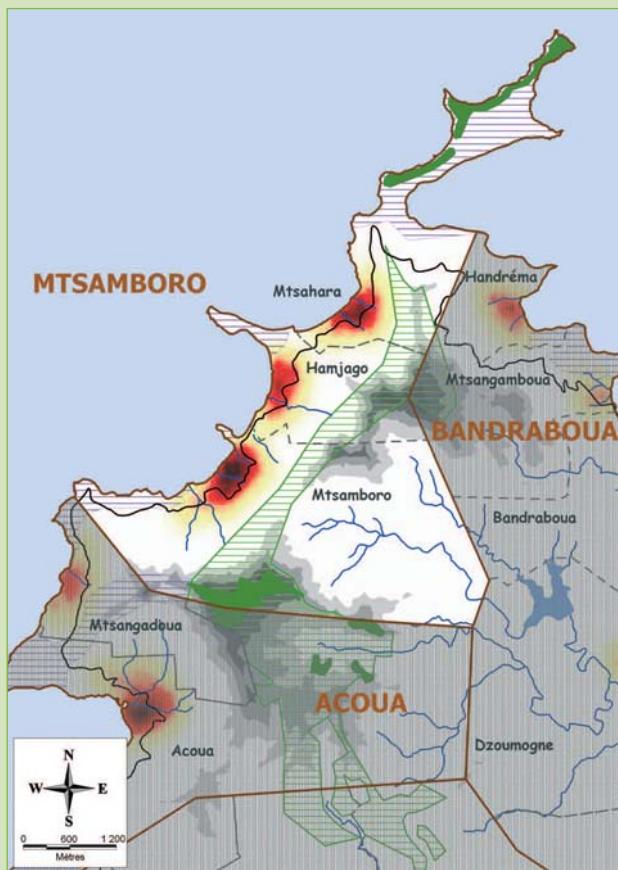 MTSAMBORO
Mtsahara
Handréma
Hamjago
Mtsangamboua
BANDRABOUA
Mtsamboro
Bandraboua
Mtsangadoua
ACOUA
Acoua
Dzoumogne
N
W E
S
0 600 1 200
Mètres